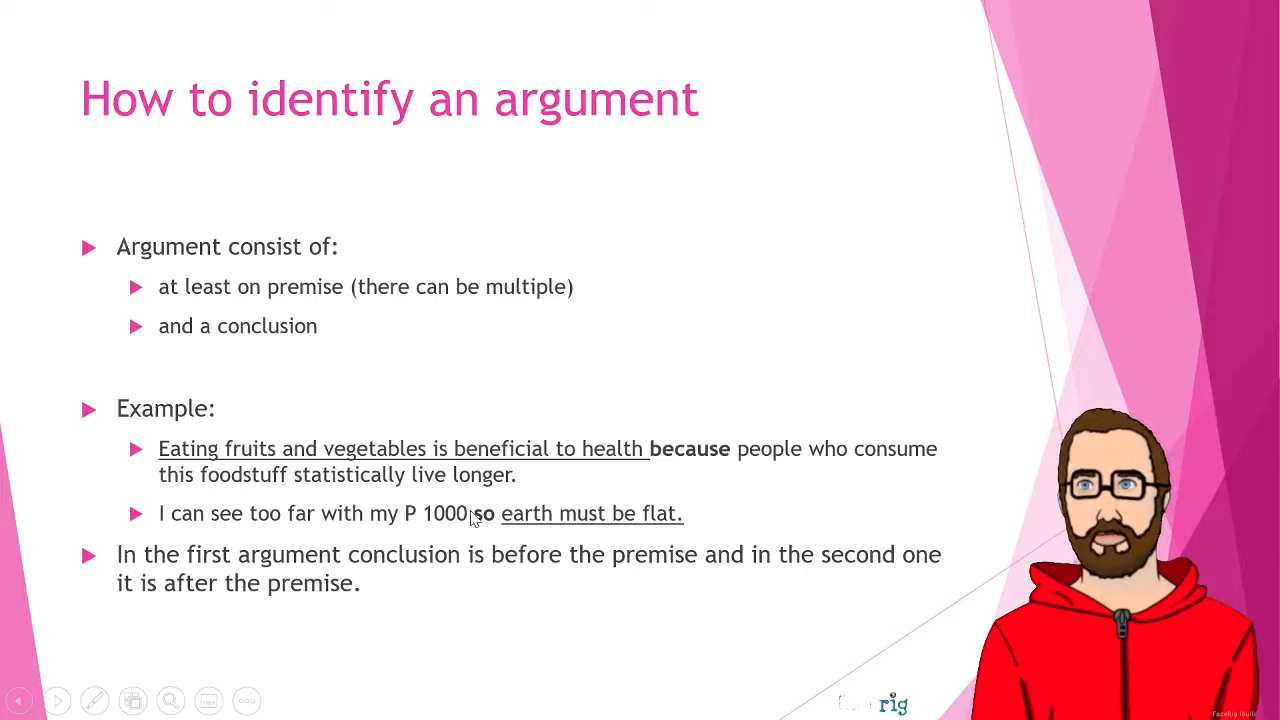 How to identify an argument
Argument consist of:
at least on premise (there can be multiple)
and a conclusion
Example:
Eating fruits and vegetables is beneficial to health because people who consume
this foodstuff statistically live longer.
I can see too far with my P 1000 so earth must be flat.
In the first argument conclusion is before the premise and in the second one
it is after the premise.
rig